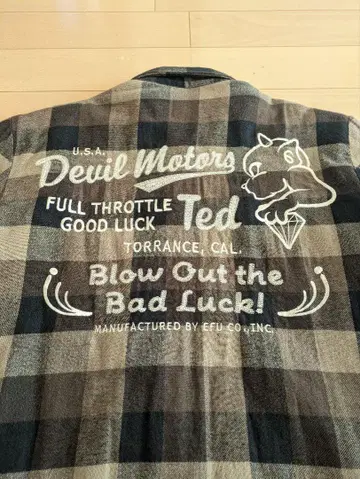 U.S.A.
Devil Motors
FULL THROTTLE
GOOD LUCK
Ted
TORRANCE, CAL.
Blow Out the
Bad Luck!
MANUFACTURED BY EFU CO., INC.